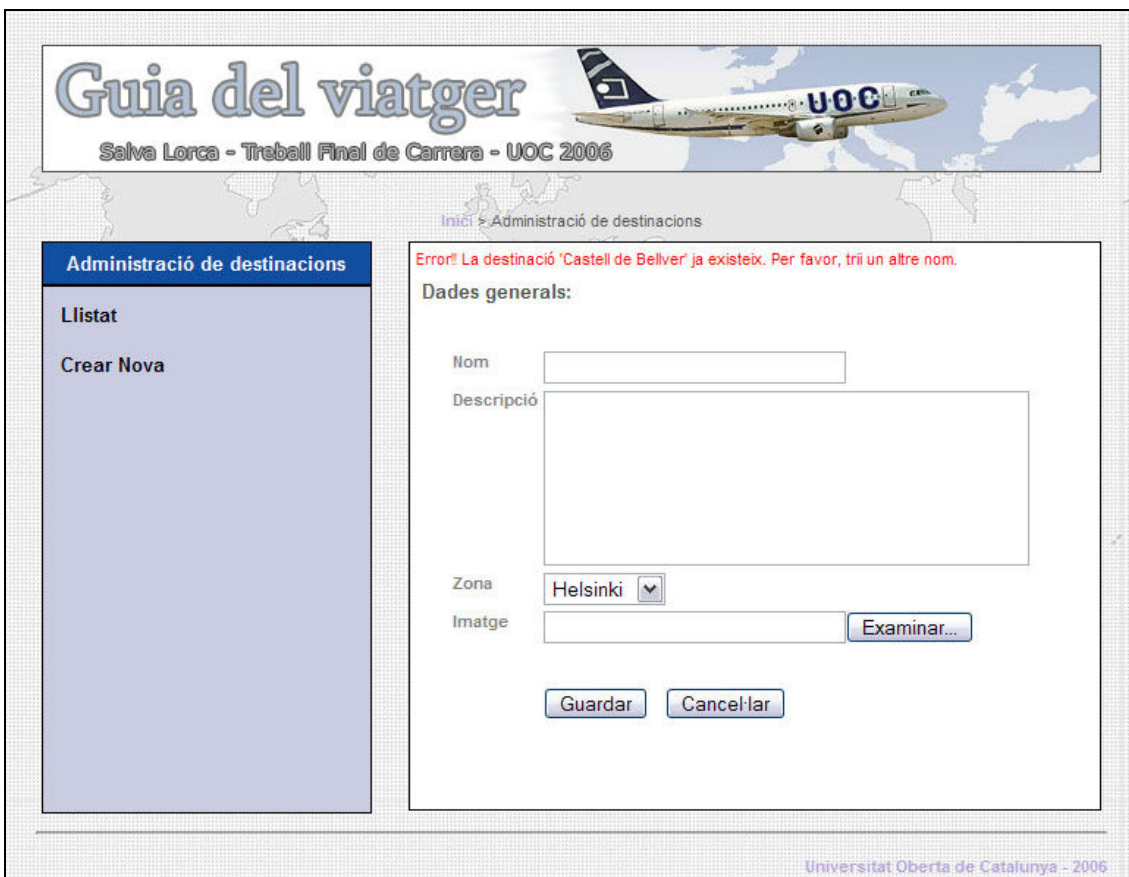 Guia del viatger
UOC
Salva Lorca - Treball Final de Carrera - UOC 2006
Inici > Administració de destinacions
Administració de destinacions
Llistat
Crear Nova
Error!! La destinació 'Castell de Bellver' ja existeix. Per favor, triï un altre nom.
Dades generals:
Nom
Descripció
Zona
Helsinki
Imatge
Examinar...
Guardar
Cancel·lar
Universitat Oberta de Catalunya - 2006